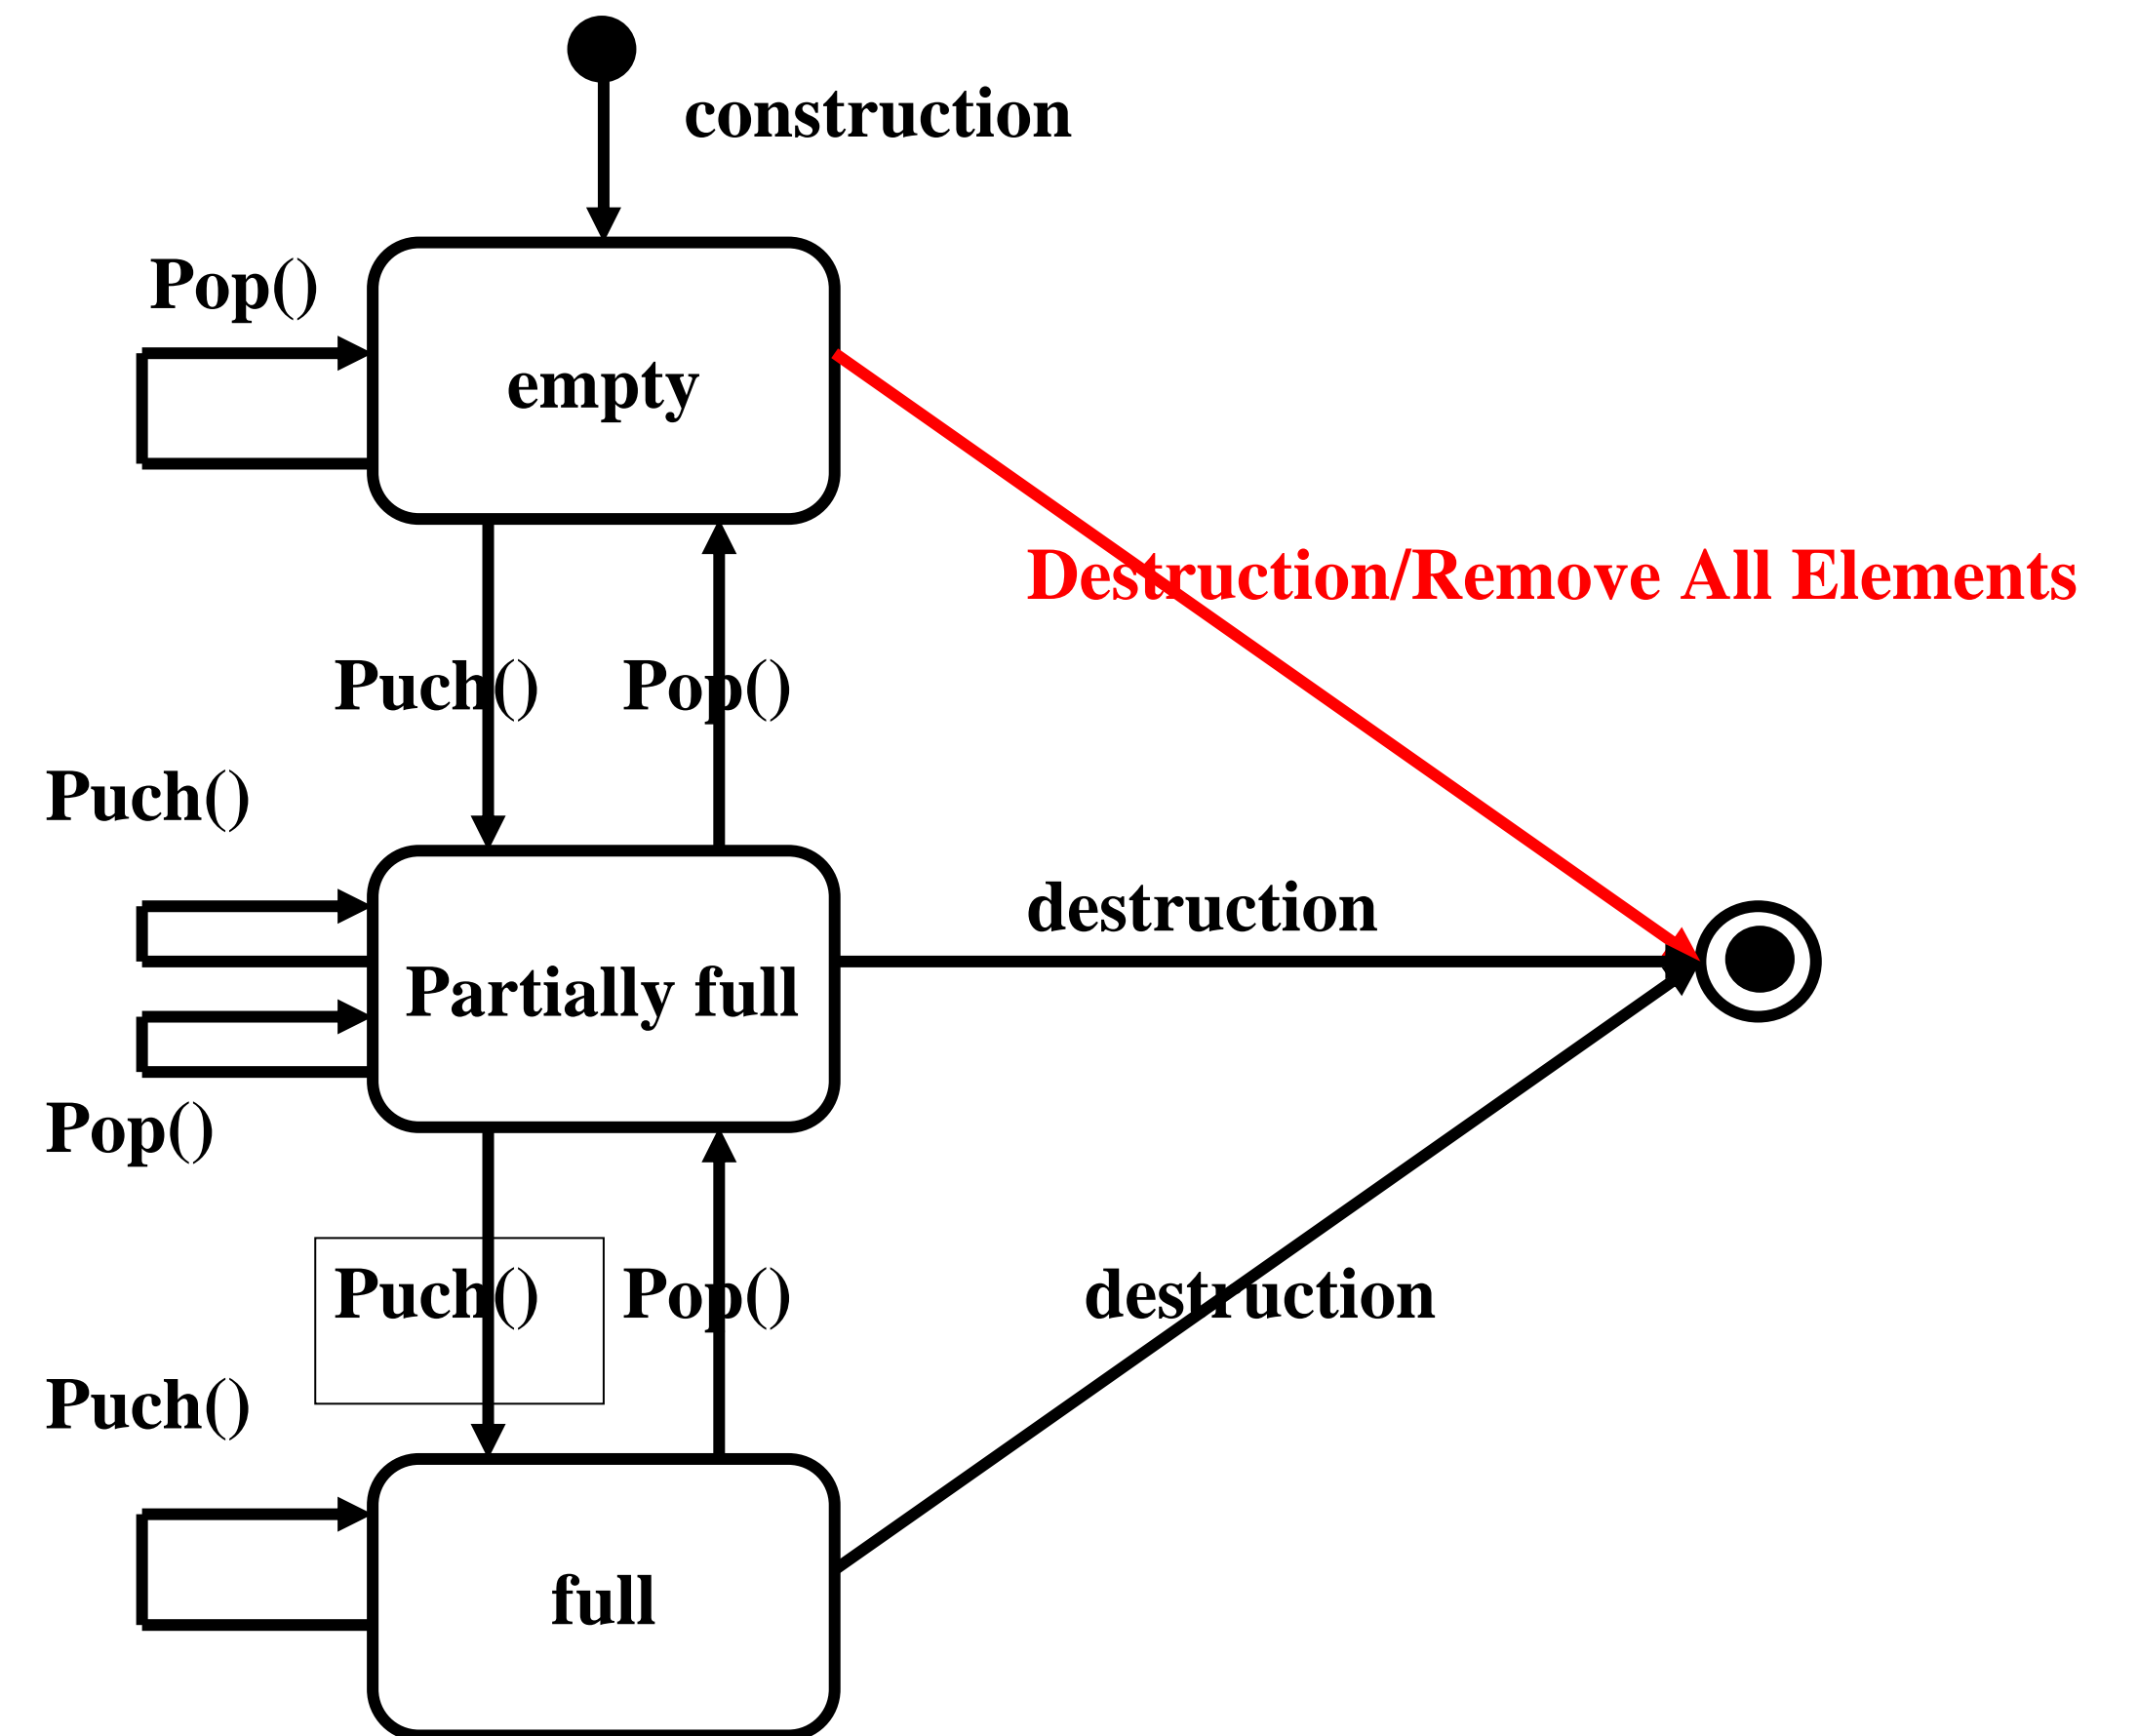 construction
Pop()
empty
Destruction/Remove All Elements
Puch() Pop()
Puch()
destruction
Partially full
Pop()
Puch() Pop()
destruction
Puch()
full